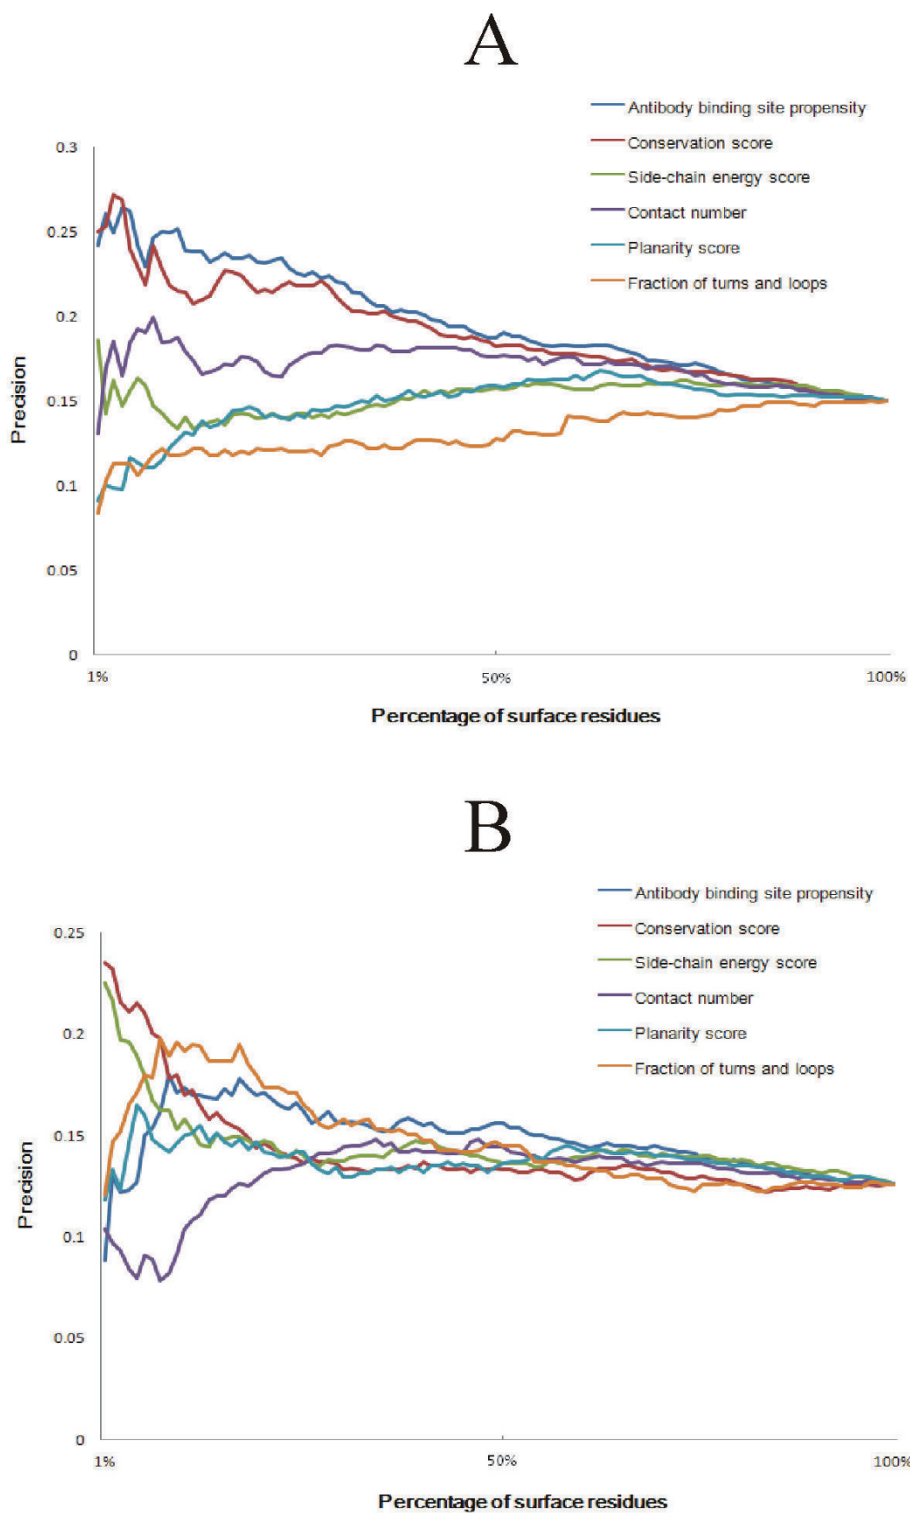 A
Antibody binding site propensity
Conservation score
Side-chain energy score
Contact number
Planarity score
Fraction of turns and loops
0.3
0.25
0.2
0.15
0.1
0.05
0
Precision
1%
50%
100%
Percentage of surface residues
B
Antibody binding site propensity
Conservation score
Side-chain energy score
Contact number
Planarity score
Fraction of turns and loops
0.25
0.2
0.15
0.1
0.05
0
Precision
1%
50%
100%
Percentage of surface residues